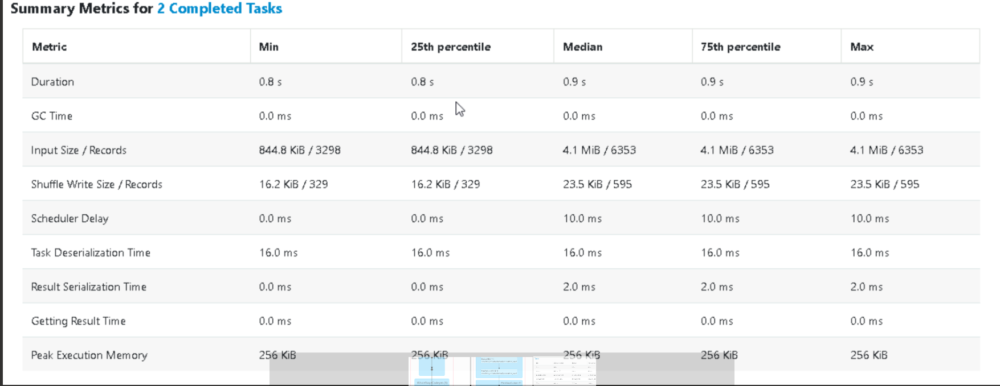 Summary Metrics for 2 Completed Tasks
Metric Min 25th percentile Median 75th percentile Max
Duration 0.8 s 0.8 s 0.9 s 0.9 s 0.9 s
GC Time 0.0 ms 0.0 ms 0.0 ms 0.0 ms 0.0 ms
Input Size / Records 844.8 KiB / 3298 844.8 KiB / 3298 4.1 MiB / 6353 4.1 MiB / 6353 4.1 MiB / 6353
Shuffle Write Size / Records 16.2 KiB / 329 16.2 KiB / 329 23.5 KiB / 595 23.5 KiB / 595 23.5 KiB / 595
Scheduler Delay 0.0 ms 0.0 ms 10.0 ms 10.0 ms 10.0 ms
Task Deserialization Time 16.0 ms 16.0 ms 16.0 ms 16.0 ms 16.0 ms
Result Serialization Time 0.0 ms 0.0 ms 2.0 ms 2.0 ms 2.0 ms
Getting Result Time 0.0 ms 0.0 ms 0.0 ms 0.0 ms 0.0 ms
Peak Execution Memory 256 KiB 256 KiB 256 KiB 256 KiB 256 KiB
WholeStageCodegen (1)